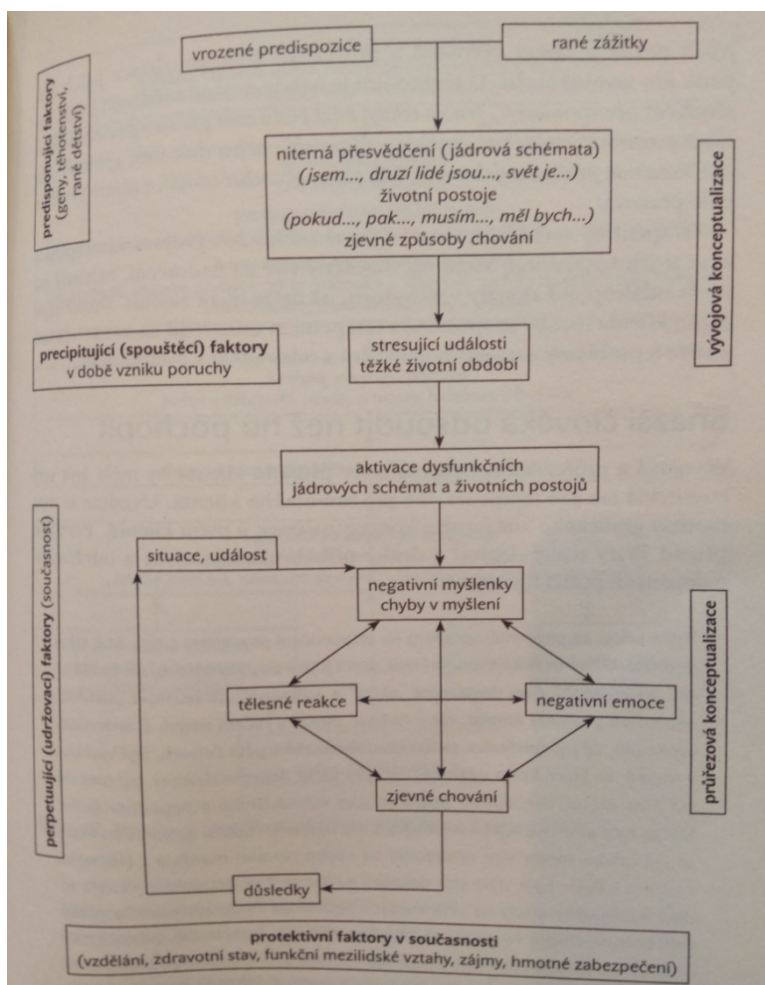 vrozené predispozice
rané zážitky
predisponující faktory
(geny, těhotenství,
rané dětství)
niterná přesvědčení (jádrová schémata)
(jsem..., druzí lidé jsou..., svět je...)
životní postoje
(pokud..., pak..., musím..., měl bych...)
zjevné způsoby chování
vývojová konceptualizace
precipitující (spouštěcí) faktory
v době vzniku poruchy
stresující události
těžké životní období
aktivace dysfunkčních
jádrových schémat a životních postojů
perpetuující (udržovací) faktory (současnost)
situace, událost
negativní myšlenky
chyby v myšlení
tělesné reakce
negativní emoce
průřezová konceptualizace
zjevné chování
důsledky
protektivní faktory v současnosti
(vzdělání, zdravotní stav, funkční mezilidské vztahy, zájmy, hmotné zabezpečení)